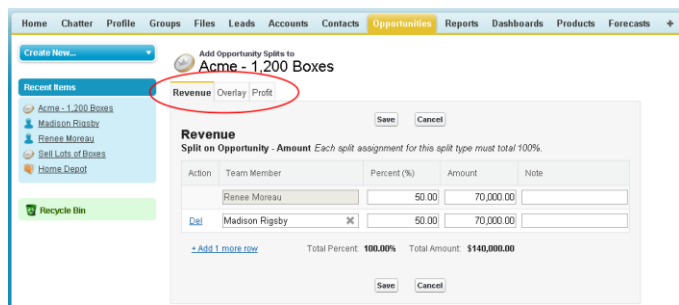 Home Chatter Profile Groups Files Leads Accounts Contacts Opportunities Reports Dashboards Products Forecasts +
Create New...
Add Opportunity Splits to
Acme - 1,200 Boxes
Recent Items
Revenue Overlay Profit
Acme - 1,200 Boxes
Madison Rigsby
Renee Moreau
Sell Lots of Boxes
Home Depot
Recycle Bin
Save Cancel
Revenue
Split on Opportunity - Amount Each split assignment for this split type must total 100%.
Action Team Member Percent (%) Amount Note
Renee Moreau 50.00 70,000.00
Del Madison Rigsby 50.00 70,000.00
+ Add 1 more row Total Percent: 100.00% Total Amount: $140,000.00
Save Cancel